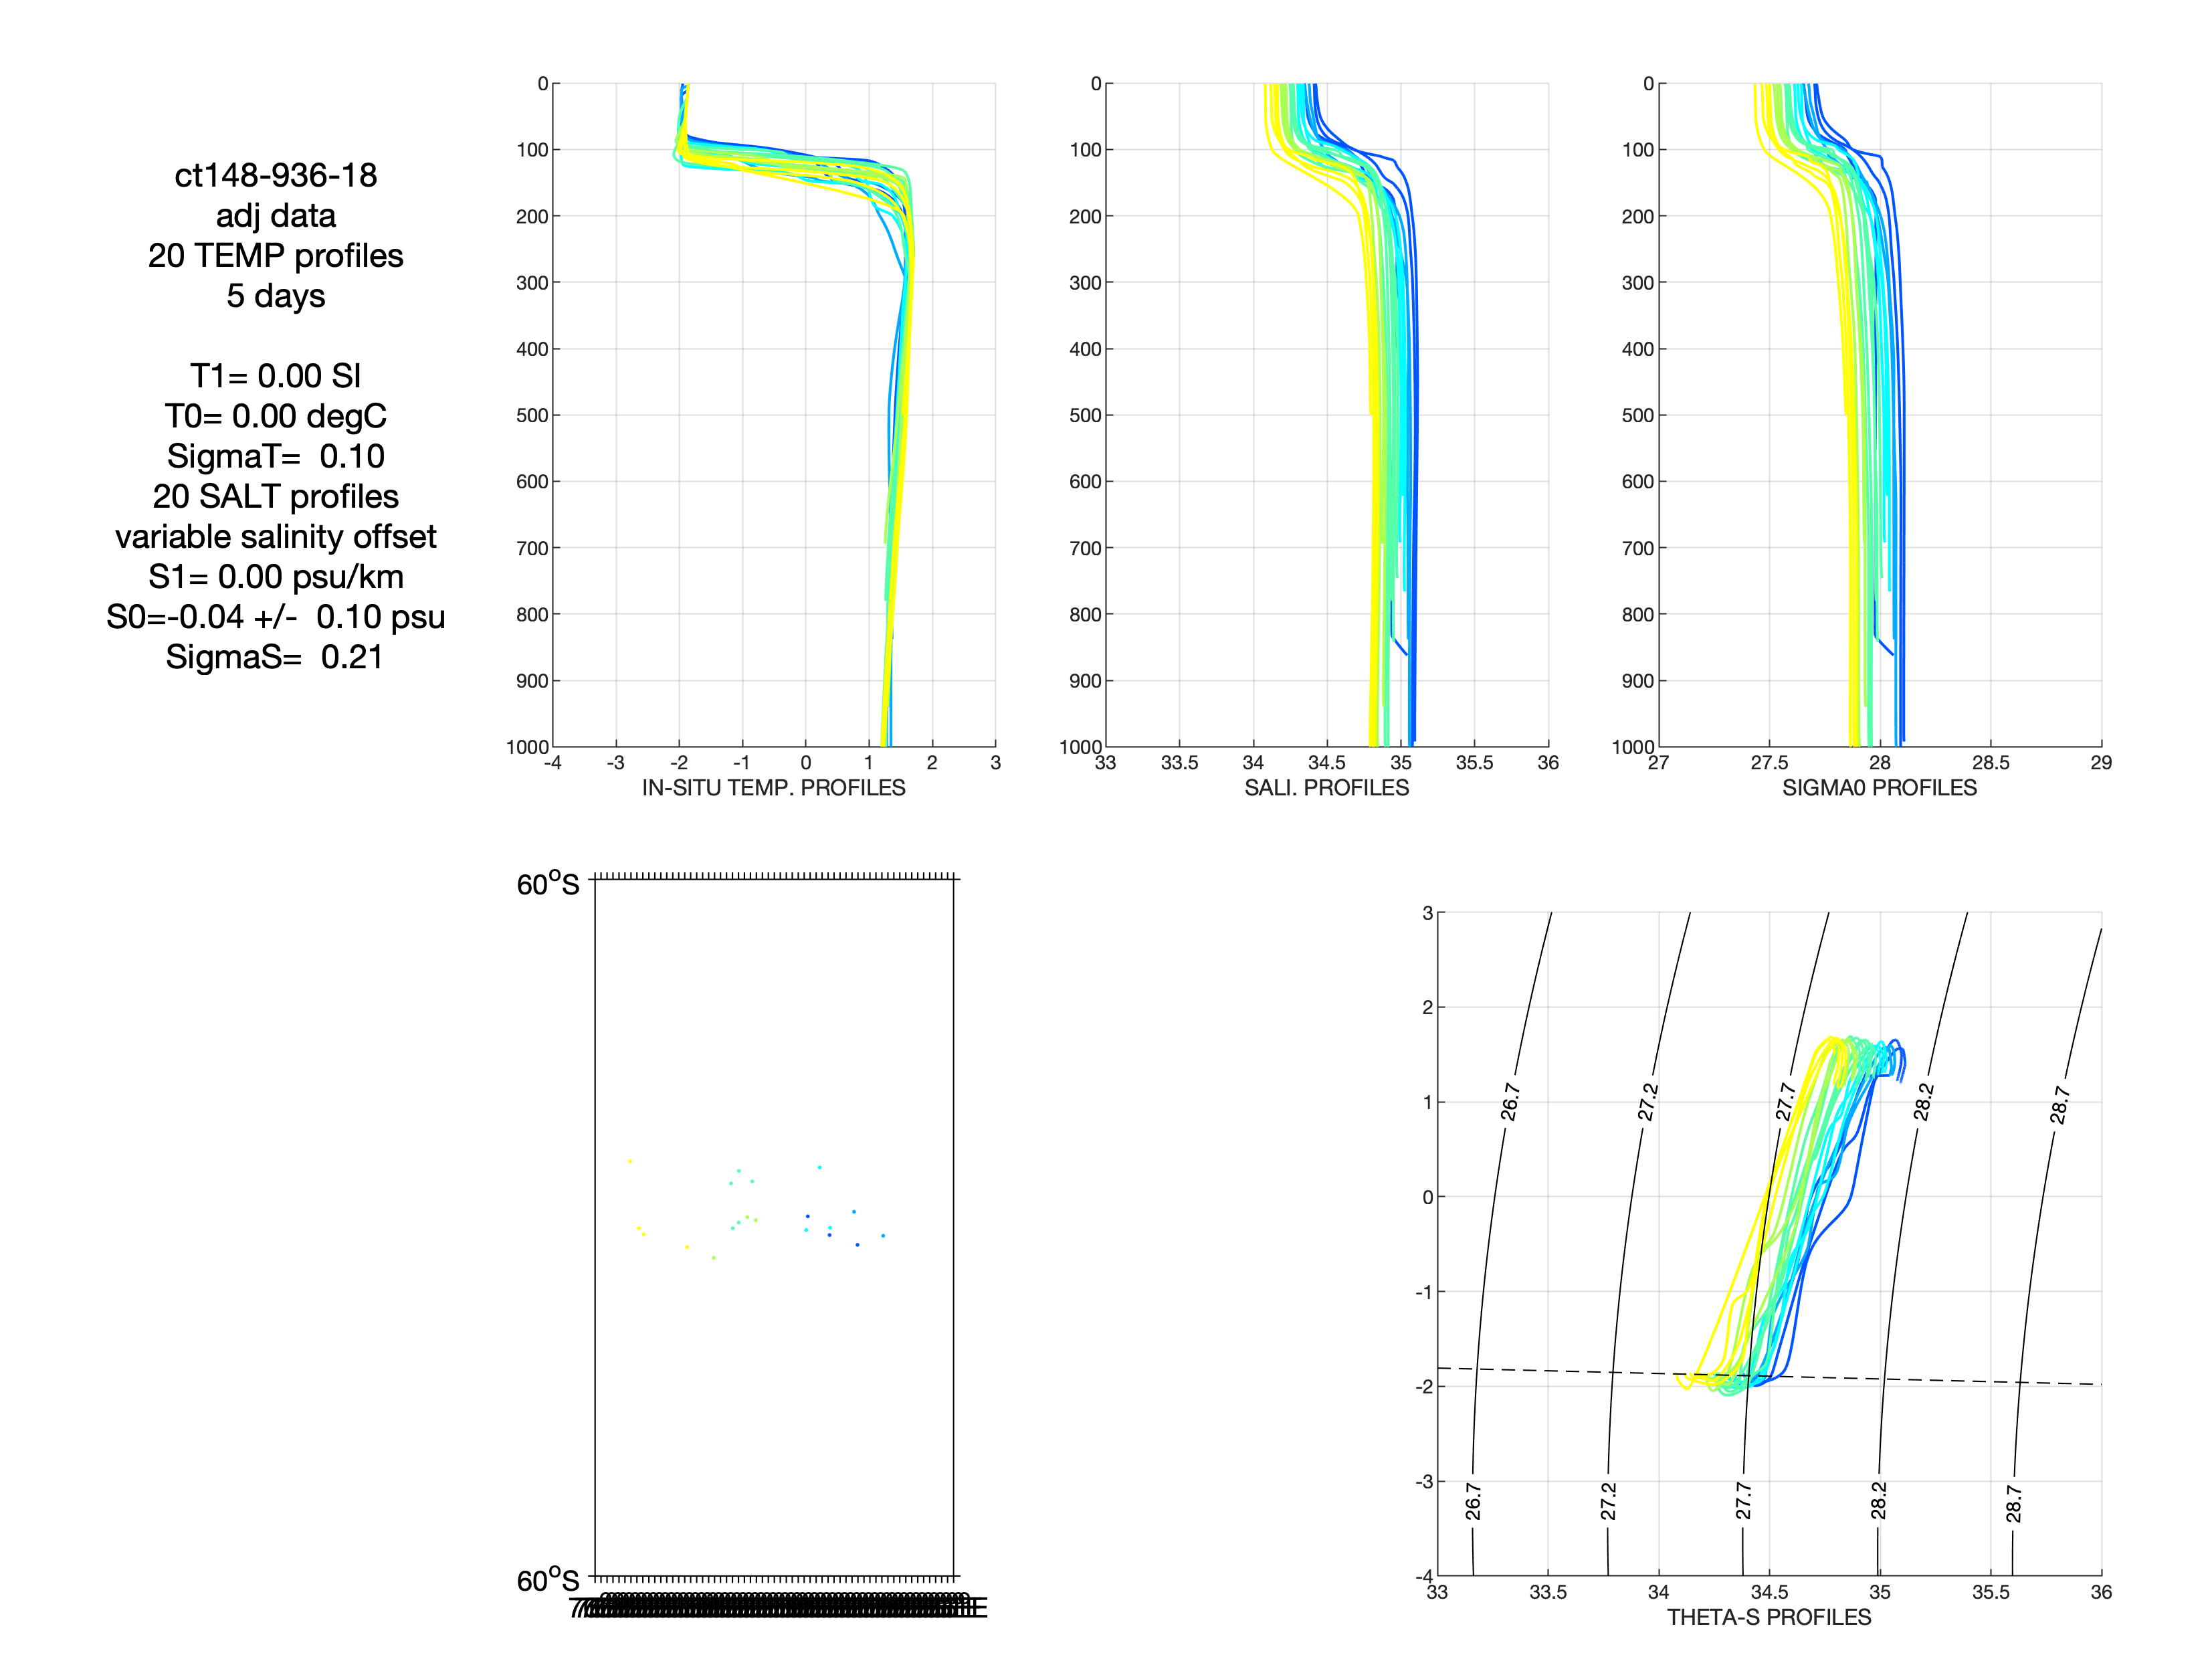 ct148-936-18
adj data
20 TEMP profiles
5 days
T1= 0.00 SI
T0= 0.00 degC
SigmaT= 0.10
20 SALT profiles
variable salinity offset
S1= 0.00 psu/km
S0=-0.04 +/- 0.10 psu
SigmaS= 0.21
0
100
200
300
400
500
600
700
800
900
1000
-4 -3 -2 -1 0 1 2 3
IN-SITU TEMP. PROFILES
0
100
200
300
400
500
600
700
800
900
1000
33 33.5 34 34.5 35 35.5 36
SALI. PROFILES
0
100
200
300
400
500
600
700
800
900
1000
27 27.5 28 28.5 29
SIGMA0 PROFILES
60°S
60°S
3
2
1
0
-1
-2
-3
-4
26.7 27.2 27.7 28.2 28.7
26.7 27.2 27.7 28.2 28.7
33 33.5 34 34.5 35 35.5 36
THETA-S PROFILES